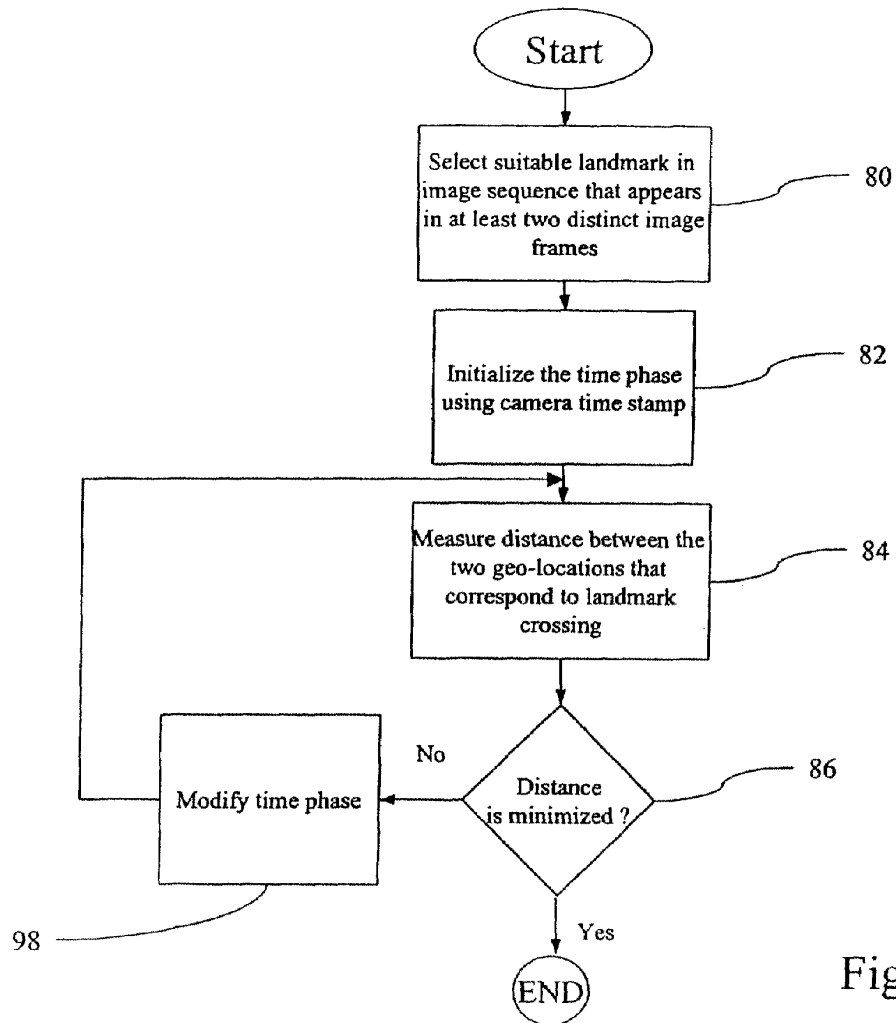 Start
Select suitable landmark in
image sequence that appears
in at least two distinct image
frames
80
Initialize the time phase
using camera time stamp
82
Measure distance between the
two geo-locations that
correspond to landmark
crossing
84
Distance
is minimized ?
86
No
Modify time phase
98
Yes
END
Fig